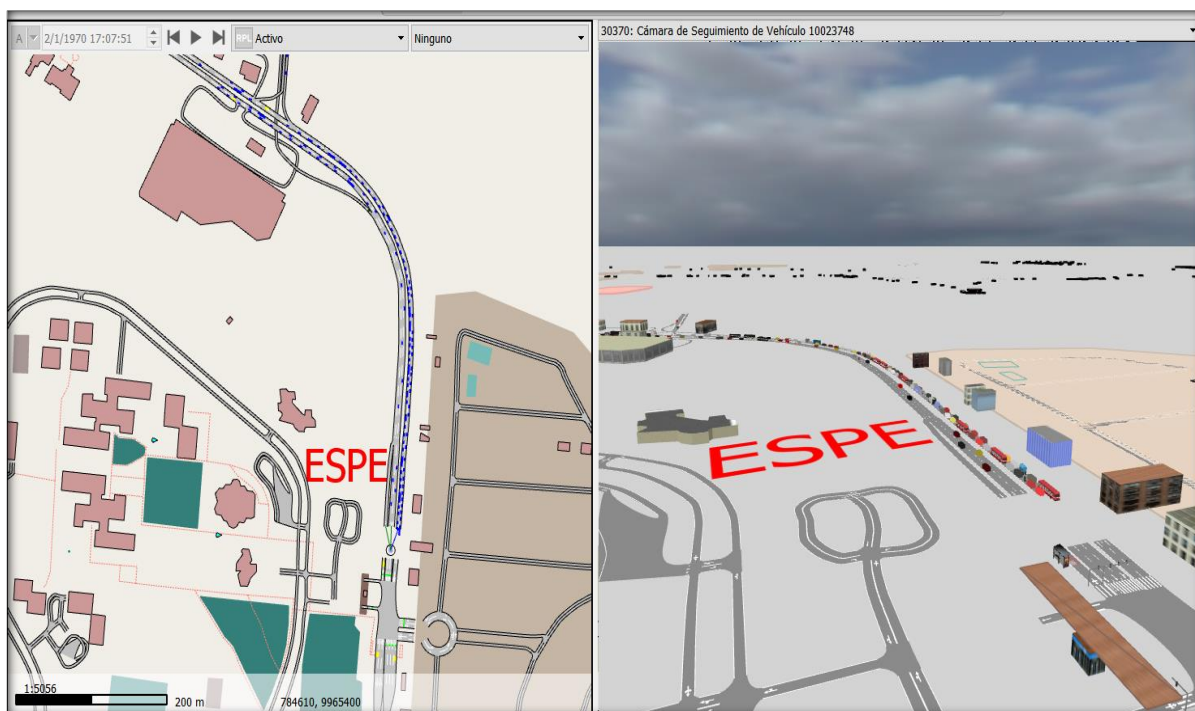 A 2/1/1970 17:07:51 RPL Activo Ninguno
ESPE
1:5056
200 m 784610, 9965400
30370: Cámara de Seguimiento de Vehículo 10023748
ESPE